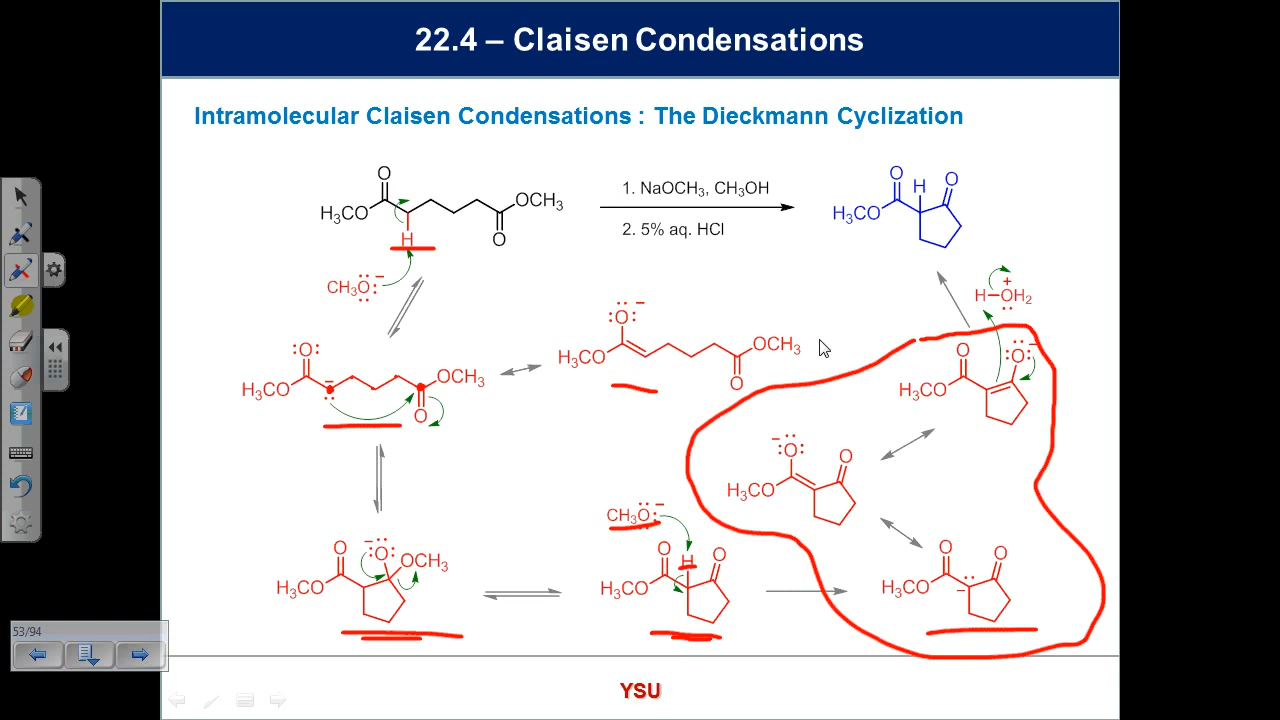 22.4 – Claisen Condensations
Intramolecular Claisen Condensations : The Dieckmann Cyclization
O
H₃CO
H
OCH₃
O
1. NaOCH₃, CH₃OH
2. 5% aq. HCl
O
H
O
H₃CO
CH₃O:–
H–OH₂
+
:O:–
H₃CO
OCH₃
O
:O:
H₃CO
–
OCH₃
O
O
O:–
H₃CO
–
:O:
O
H₃CO
CH₃O:–
O
–
:O:
OCH₃
H₃CO
O
H
O
H₃CO
O
O
H₃CO
–
53/94
YSU